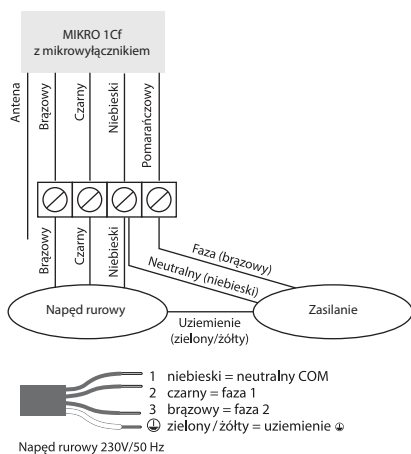 MIKRO 1Cf
z mikrowyłącznikiem
Antena
Brązowy
Czarny
Niebieski
Pomarańczowy
Brązowy
Czarny
Niebieski
Faza (brązowy)
Neutralny (niebieski)
Napęd rurowy
Uziemienie
(zielony/żółty)
Zasilanie
1 niebieski = neutralny COM
2 czarny = faza 1
3 brązowy = faza 2
zielony / żółty = uziemienie
Napęd rurowy 230V/50 Hz